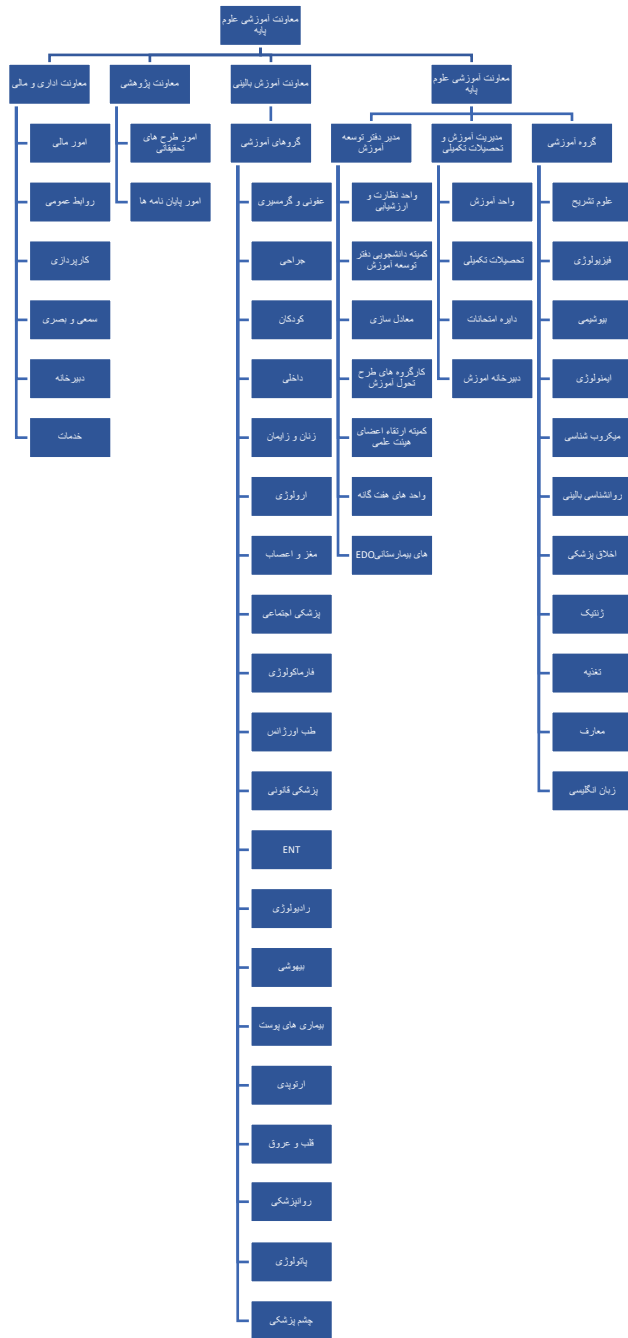 معاونت آموزشی علوم
پایه
معاونت آموزشی علوم
پایه
معاونت آموزش بالینی
معاونت پژوهشی
معاونت اداری و مالی
گروه آموزشی
مدیریت آموزش و
تحصیلات تکمیلی
مدیر دفتر توسعه
آموزش
گروهای آموزشی
امور طرح های
تحقیقاتی
امور مالی
علوم تشریح
واحد آموزش
واحد نظارت و
ارزشیابی
عفونی و گرمسیری
امور پایان نامه ها
روابط عمومی
فیزیولوژی
تحصیلات تکمیلی
کمیته دانشجویی دفتر
توسعه آموزش
جراحی
کارپردازی
بیوشیمی
دایره امتحانات
معادل سازی
کودکان
سمعی و بصری
ایمنولوژی
دبیرخانه اموزش
کارگروه های طرح
تحول آموزش
داخلی
دبیرخانه
میکروب شناسی
کمیته ارتقاء اعضای
هیئت علمی
زنان و زایمان
خدمات
روانشناسی بالینی
واحد های هفت گانه
ارولوژی
اخلاق پزشکی
های بیمارستانیEDO
مغز و اعصاب
ژنتیک
پزشکی اجتماعی
تغذیه
فارماکولوژی
معارف
طب اورژانس
زبان انگلیسی
پزشکی قانونی
ENT
رادیولوژی
بیهوشی
بیماری های پوست
ارتوپدی
قلب و عروق
روانپزشکی
پاتولوژی
چشم پزشکی